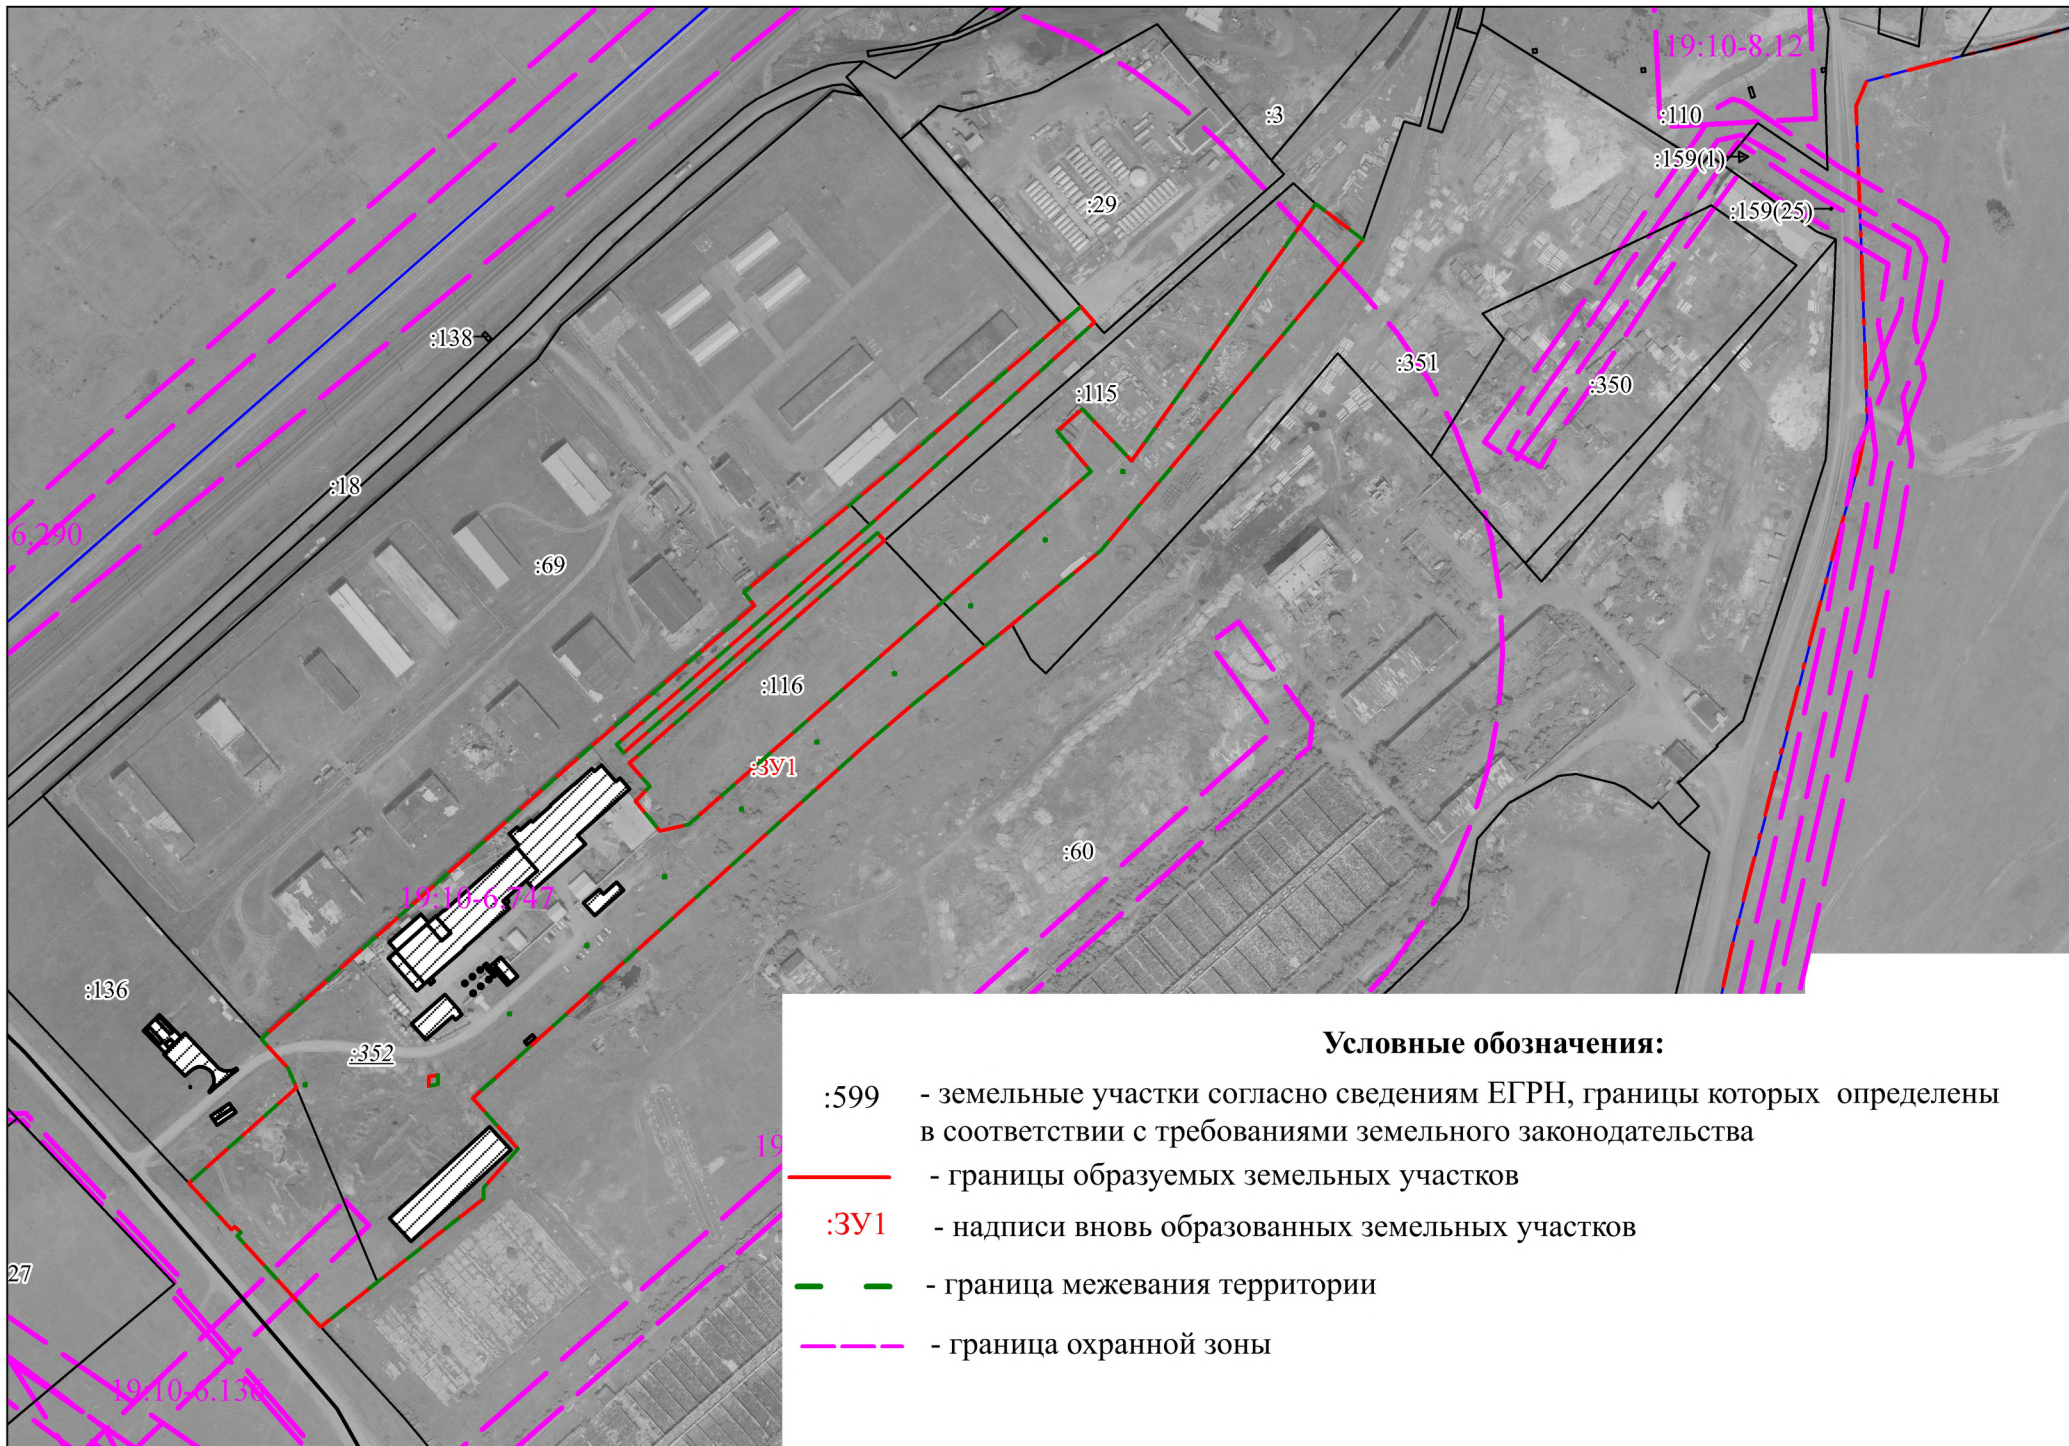 19:10-8.12
:3
:110
:159(1)
:29
:159(25)
:138
:351
:350
:115
:18
6.290
:69
:116
:ЗУ1
:60
19:10-6.747
:136
:352
19
27
19:10-6.136
Условные обозначения:
:599 - земельные участки согласно сведениям ЕГРН, границы которых определены
в соответствии с требованиями земельного законодательства
- границы образуемых земельных участков
:ЗУ1 - надписи вновь образованных земельных участков
- граница межевания территории
- граница охранной зоны